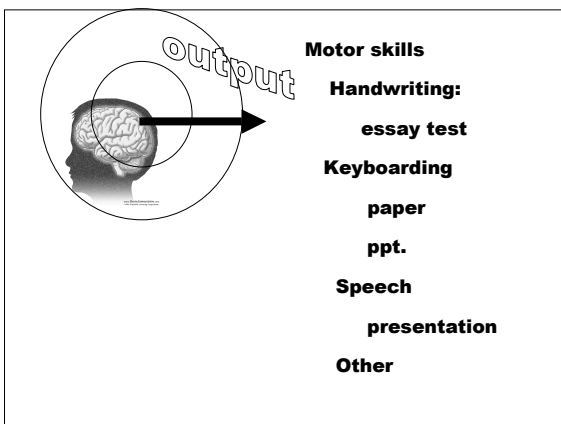 output
Motor skills
Handwriting:
essay test
Keyboarding
paper
ppt.
Speech
presentation
Other